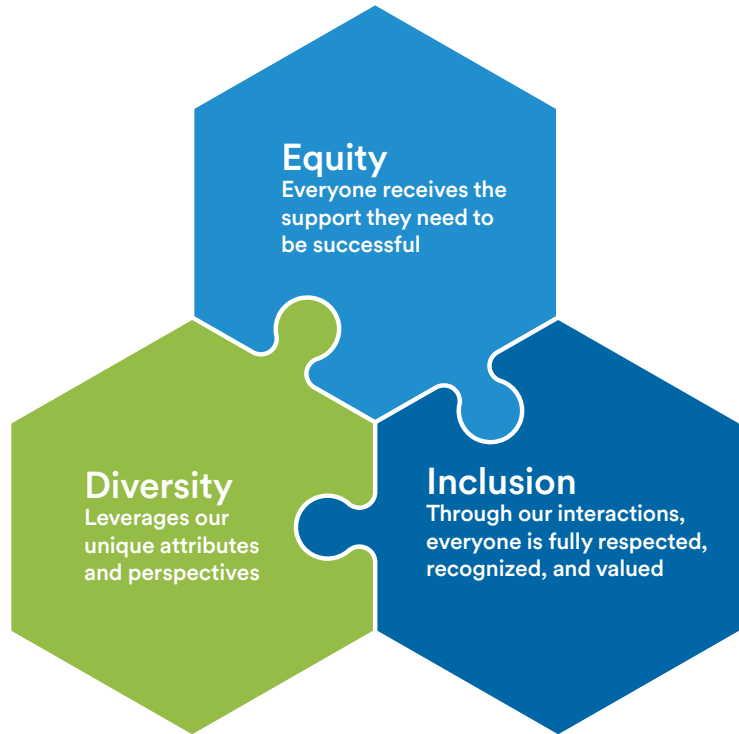 Equity
Everyone receives the
support they need to
be successful
Diversity
Leverages our
unique attributes
and perspectives
Inclusion
Through our interactions,
everyone is fully respected,
recognized, and valued